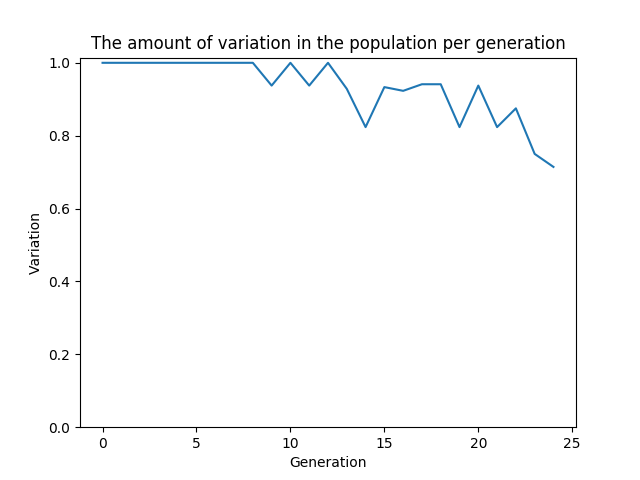 The amount of variation in the population per generation
1.0
0.8
0.6
0.4
0.2
0.0
Variation
0 5 10 15 20 25
Generation